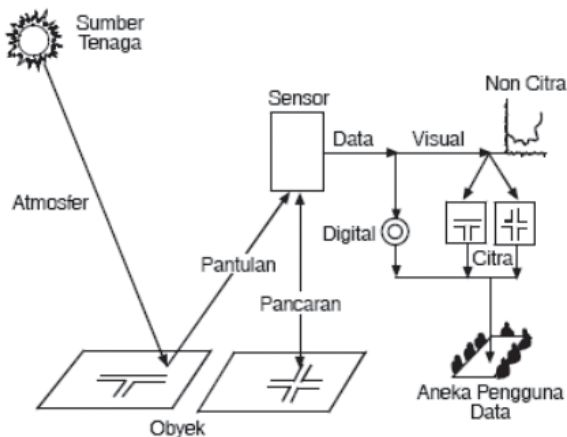 Sumber
Tenaga
Non Citra
Sensor
Data
Visual
Atmosfer
Digital
Citra
Pantulan
Pancaran
Obyek
Aneka Pengguna
Data